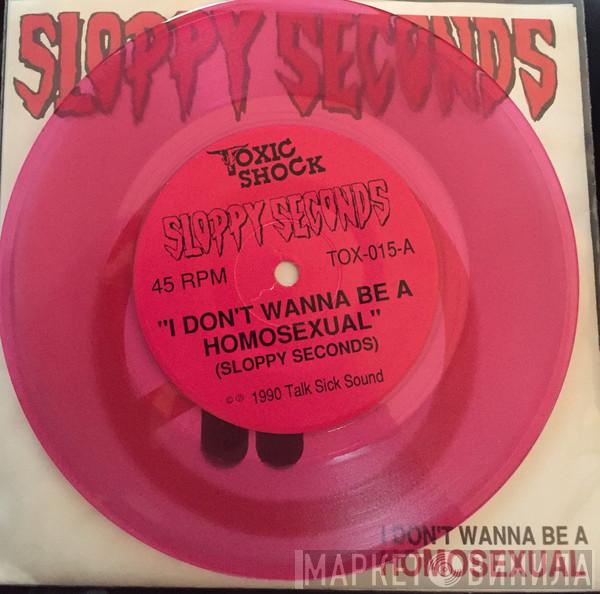 SLOPPY SECONDS
TOXIC
SHOCK
SLOPPY SECONDS
45 RPM
TOX-015-A
"I DON'T WANNA BE A
HOMOSEXUAL"
(SLOPPY SECONDS)
© ℗ 1990 Talk Sick Sound
I DON'T WANNA BE A
HOMOSEXUAL
МАРКЕТ ВИНИЛА